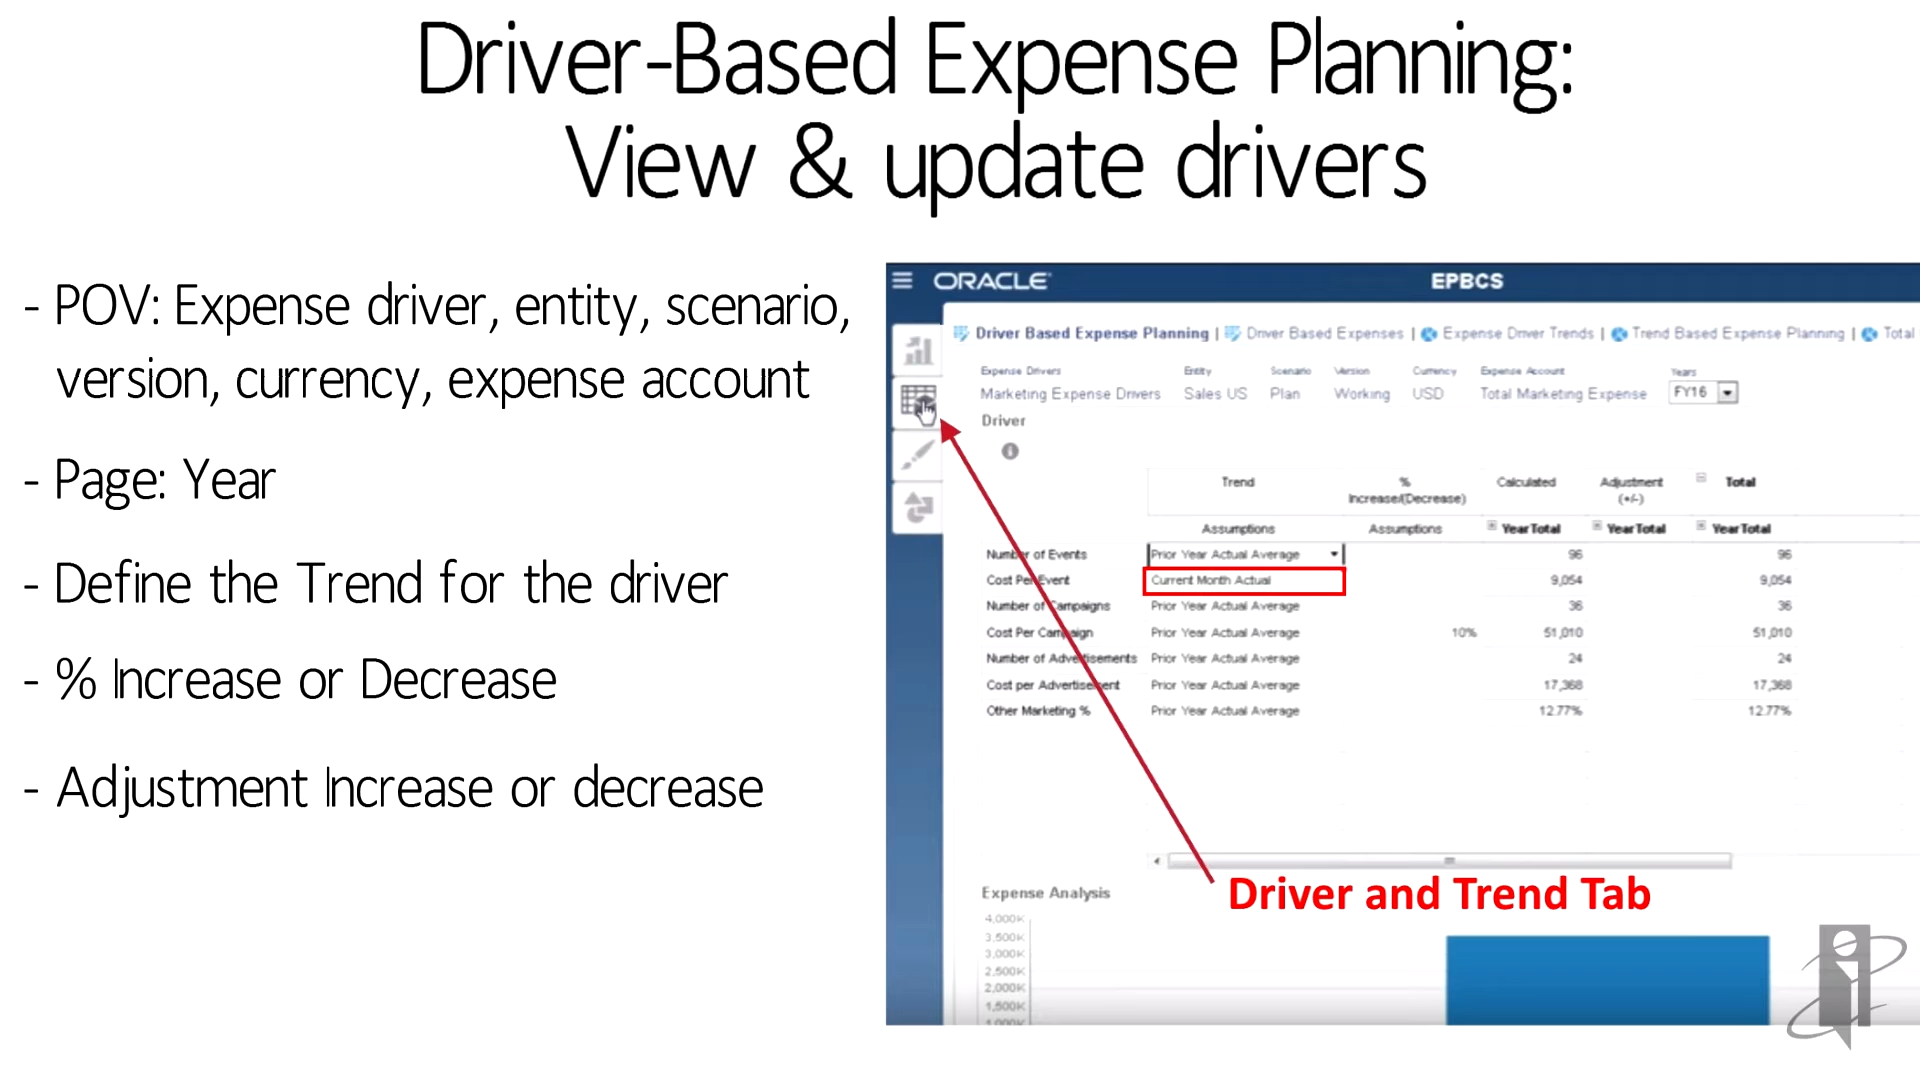 Driver-Based Expense Planning:
View & update drivers
- POV: Expense driver, entity, scenario,
version, currency, expense account
- Page: Year
- Define the Trend for the driver
- % Increase or Decrease
- Adjustment Increase or decrease
ORACLE EPBCS
Driver Based Expense Planning | Driver Based Expenses | Expense Driver Trends | Trend Based Expense Planning | Total
Expense Drivers Entity Scenario Version Currency Expense Account Years
Marketing Expense Drivers Sales US Plan Working USD Total Marketing Expense FY16
Driver
Trend % Calculated Adjustment Total
Increase/(Decrease) (+/-)
Assumptions Assumptions YearTotal YearTotal YearTotal
Number of Events Prior Year Actual Average 96 96
Cost Per Event Current Month Actual 9,054 9,054
Number of Campaigns Prior Year Actual Average 36 36
Cost Per Campaign Prior Year Actual Average 10% 51,010 51,010
Number of Advertisements Prior Year Actual Average 24 24
Cost per Advertisement Prior Year Actual Average 17,368 17,368
Other Marketing % Prior Year Actual Average 12.77% 12.77%
Expense Analysis
Driver and Trend Tab
4,000K
3,500K
3,000K
2,500K
2,000K
1,500K
1,000K